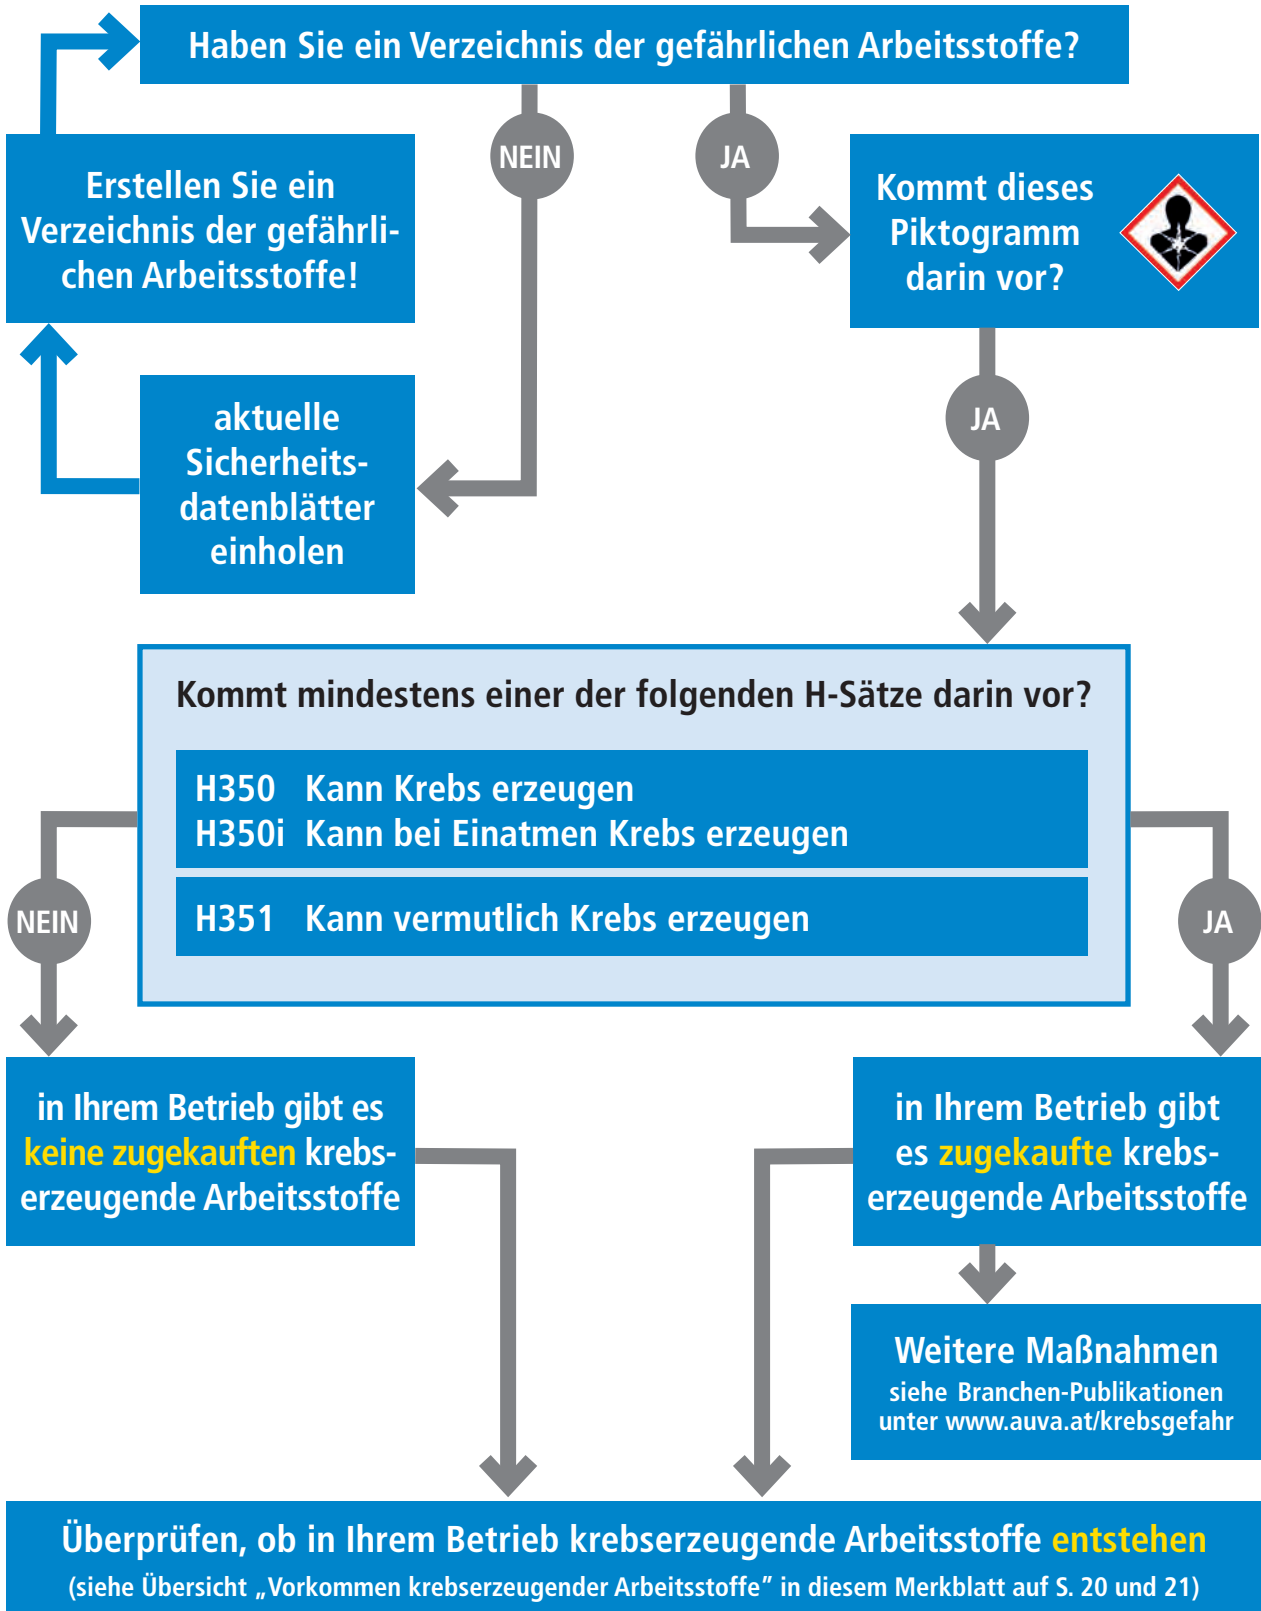 Haben Sie ein Verzeichnis der gefährlichen Arbeitsstoffe?
NEIN
JA
Erstellen Sie ein
Verzeichnis der gefährli-
chen Arbeitsstoffe!
Kommt dieses
Piktogramm
darin vor?
aktuelle
Sicherheits-
datenblätter
einholen
JA
Kommt mindestens einer der folgenden H-Sätze darin vor?
H350 Kann Krebs erzeugen
H350i Kann bei Einatmen Krebs erzeugen
H351 Kann vermutlich Krebs erzeugen
NEIN
JA
in Ihrem Betrieb gibt es
keine zugekauften krebs-
erzeugende Arbeitsstoffe
in Ihrem Betrieb gibt
es zugekaufte krebs-
erzeugende Arbeitsstoffe
Weitere Maßnahmen
siehe Branchen-Publikationen
unter www.auva.at/krebsgefahr
Überprüfen, ob in Ihrem Betrieb krebserzeugende Arbeitsstoffe entstehen
(siehe Übersicht „Vorkommen krebserzeugender Arbeitsstoffe" in diesem Merkblatt auf S. 20 und 21)